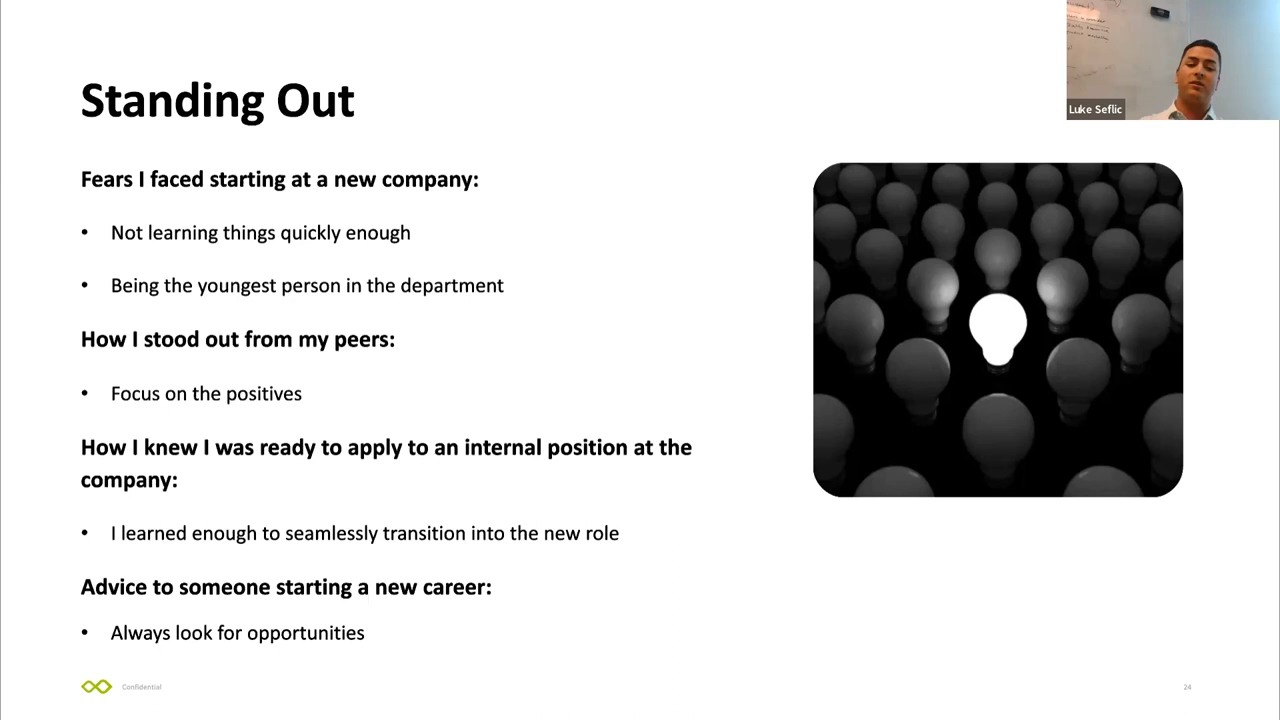 Luke Seflic
Standing Out
Fears I faced starting at a new company:
• Not learning things quickly enough
• Being the youngest person in the department
How I stood out from my peers:
• Focus on the positives
How I knew I was ready to apply to an internal position at the
company:
• I learned enough to seamlessly transition into the new role
Advice to someone starting a new career:
• Always look for opportunities
Confidential
24